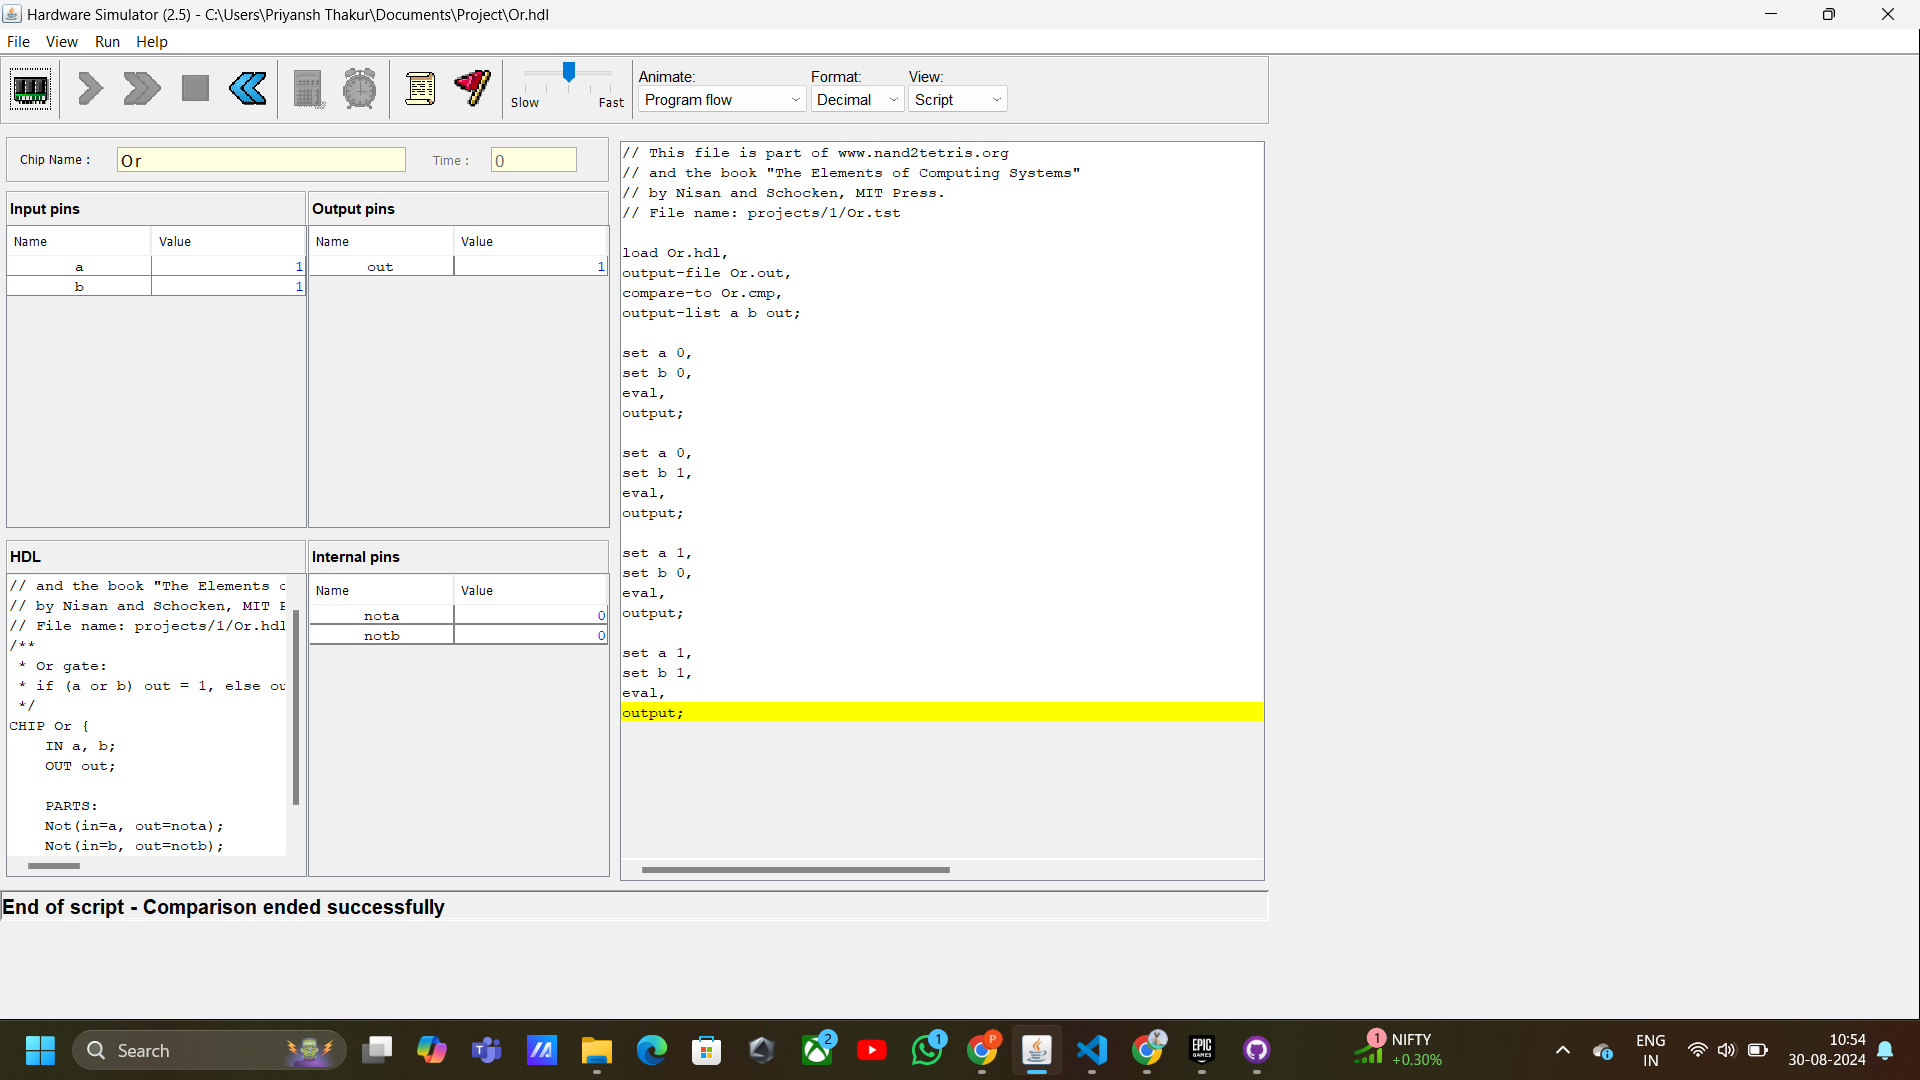 Hardware Simulator (2.5) - C:\Users\Priyansh Thakur\Documents\Project\Or.hdl
File View Run Help
Slow Fast
Animate: Format: View:
Program flow Decimal Script
Chip Name : Or Time : 0
Input pins
Name Value
a 1
b 1
Output pins
Name Value
out 1
HDL
// and the book "The Elements
// by Nisan and Schocken, MIT
// File name: projects/1/Or.hdl
/**
* Or gate:
* if (a or b) out = 1, else
*/
CHIP Or {
IN a, b;
OUT out;
PARTS:
Not(in=a, out=nota);
Not(in=b, out=notb);
Internal pins
Name Value
nota 0
notb 0
// This file is part of www.nand2tetris.org
// and the book "The Elements of Computing Systems"
// by Nisan and Schocken, MIT Press.
// File name: projects/1/Or.tst
load Or.hdl,
output-file Or.out,
compare-to Or.cmp,
output-list a b out;
set a 0,
set b 0,
eval,
output;
set a 0,
set b 1,
eval,
output;
set a 1,
set b 0,
eval,
output;
set a 1,
set b 1,
eval,
output;
End of script - Comparison ended successfully
Search
2
1
P
EPIC
GAMES
1
NIFTY
+0.30%
ENG
IN
10:54
30-08-2024